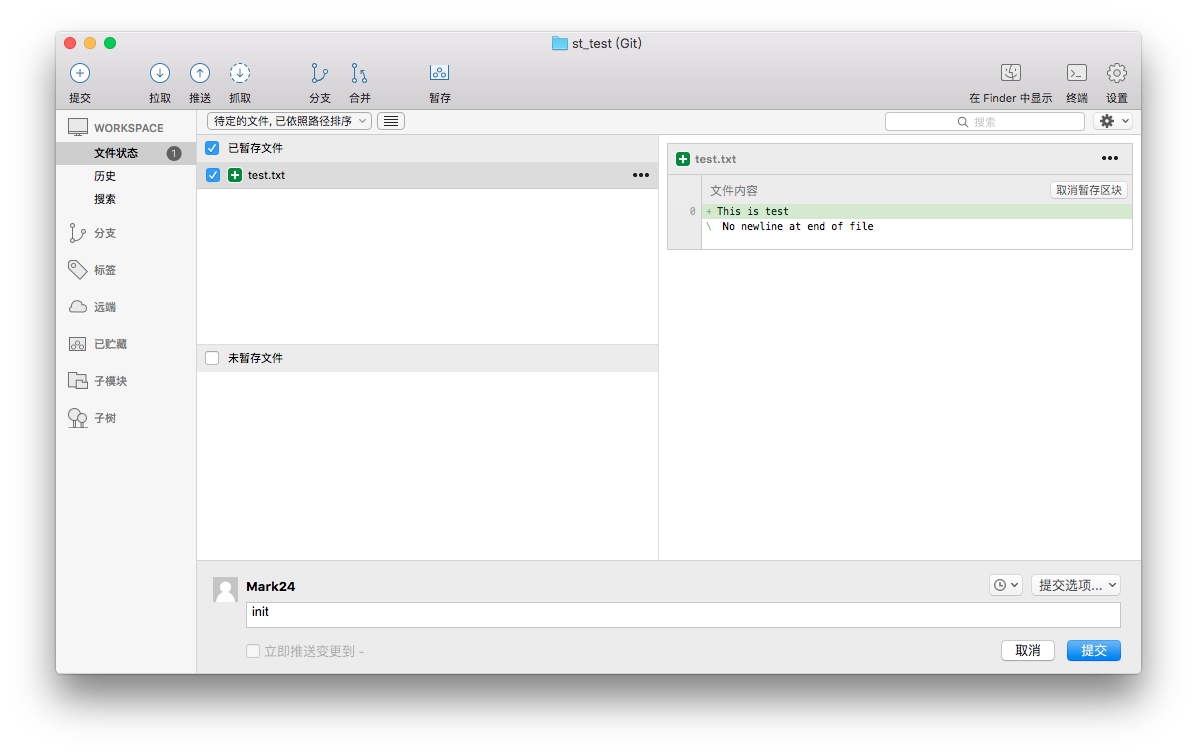 st_test (Git)
提交 拉取 推送 抓取 分支 合并 暂存 在 Finder 中显示 终端 设置
待定的文件, 已依照路径排序 搜索
WORKSPACE
文件状态 1
历史
搜索
分支
标签
远端
已贮藏
子模块
子树
已暂存文件
test.txt
未暂存文件
test.txt
文件内容 取消暂存区块
0 + This is test
\ No newline at end of file
Mark24
提交选项...
init
立即推送变更到 -
取消 提交